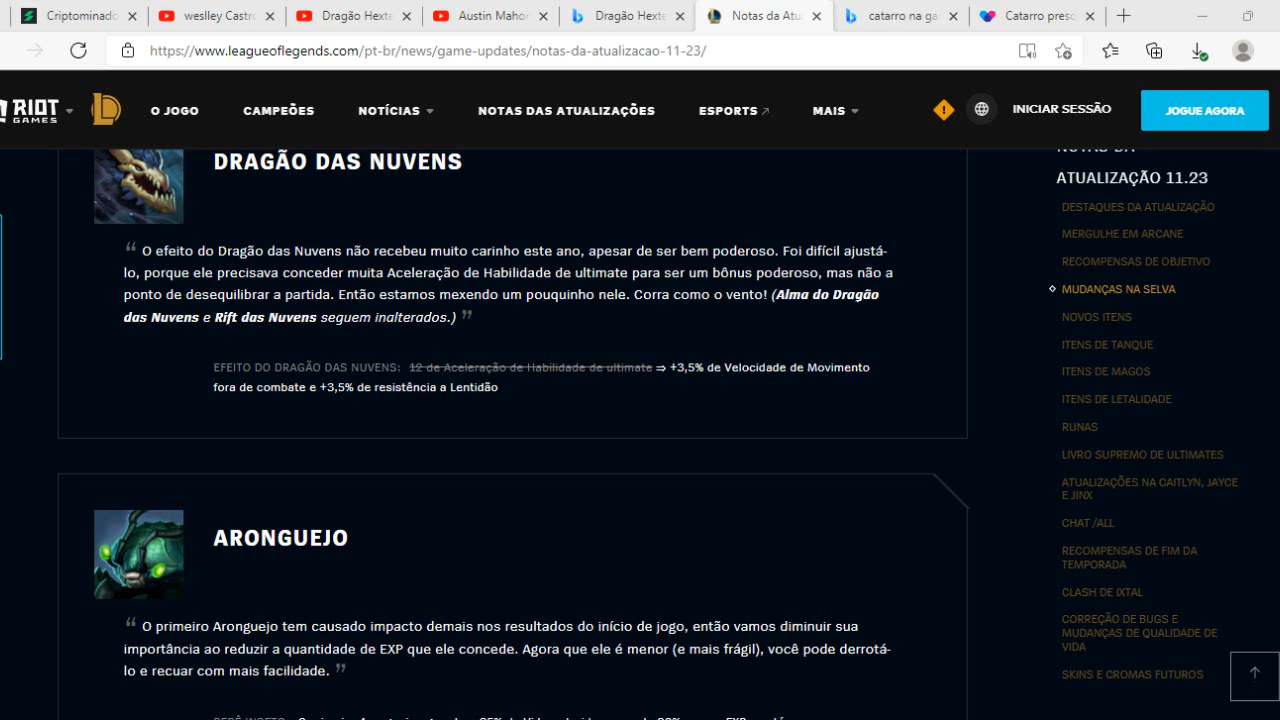 Criptominado
weslley Castr
Dragão Hexte
Austin Mahor
Dragão Hexte
Notas da Atu
catarro na ga
Catarro preso
https://www.leagueoflegends.com/pt-br/news/game-updates/notas-da-atualizacao-11-23/
RIOT GAMES
O JOGO
CAMPEÕES
NOTÍCIAS
NOTAS DAS ATUALIZAÇÕES
ESPORTS
MAIS
INICIAR SESSÃO
JOGUE AGORA
DRAGÃO DAS NUVENS
“ O efeito do Dragão das Nuvens não recebeu muito carinho este ano, apesar de ser bem poderoso. Foi difícil ajustá-
lo, porque ele precisava conceder muita Aceleração de Habilidade de ultimate para ser um bônus poderoso, mas não a
ponto de desequilibrar a partida. Então estamos mexendo um pouquinho nele. Corra como o vento! (Alma do Dragão
das Nuvens e Rift das Nuvens seguem inalterados.) ”
EFEITO DO DRAGÃO DAS NUVENS: 12 de Aceleração de Habilidade de ultimate ⇒ +3,5% de Velocidade de Movimento
fora de combate e +3,5% de resistência a Lentidão
ARONGUEJO
“ O primeiro Aronguejo tem causado impacto demais nos resultados do início de jogo, então vamos diminuir sua
importância ao reduzir a quantidade de EXP que ele concede. Agora que ele é menor (e mais frágil), você pode derrotá-
lo e recuar com mais facilidade. ”
NOTAS DA
ATUALIZAÇÃO 11.23
DESTAQUES DA ATUALIZAÇÃO
MERGULHE EM ARCANE
RECOMPENSAS DE OBJETIVO
MUDANÇAS NA SELVA
NOVOS ITENS
ITENS DE TANQUE
ITENS DE MAGOS
ITENS DE LETALIDADE
RUNAS
LIVRO SUPREMO DE ULTIMATES
ATUALIZAÇÕES NA CAITLYN, JAYCE
E JINX
CHAT /ALL
RECOMPENSAS DE FIM DA
TEMPORADA
CLASH DE IXTAL
CORREÇÃO DE BUGS E
MUDANÇAS DE QUALIDADE DE
VIDA
SKINS E CROMAS FUTUROS